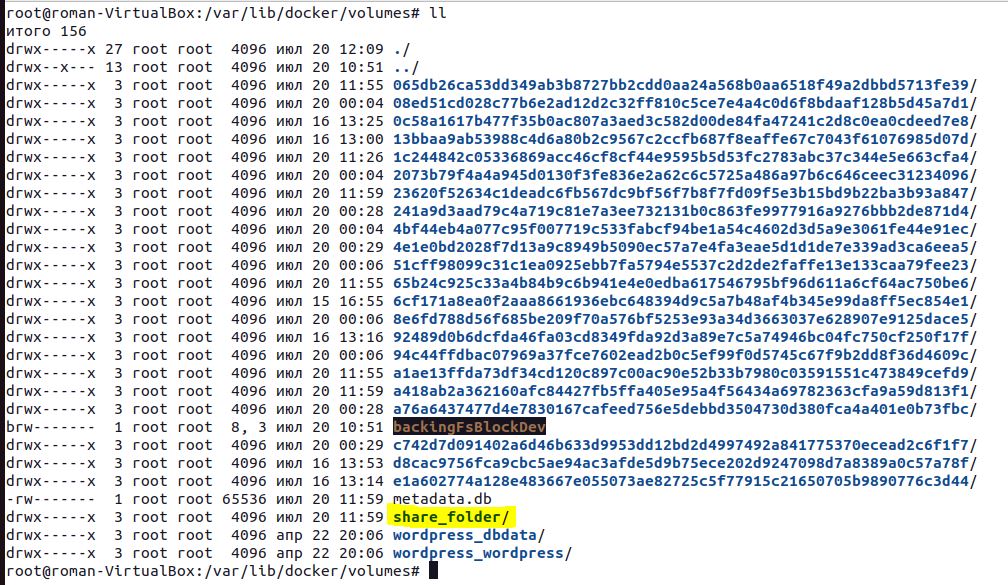 root@roman-VirtualBox:/var/lib/docker/volumes# ll
итого 156
drwx-----x 27 root root  4096 июл 20 12:09 ./
drwx--x--- 13 root root  4096 июл 20 10:51 ../
drwx-----x  3 root root  4096 июл 20 11:55 065db26ca53dd349ab3b8727bb2cdd0aa24a568b0aa6518f49a2dbbd5713fe39/
drwx-----x  3 root root  4096 июл 20 00:04 08ed51cd028c77b6e2ad12d2c32ff810c5ce7e4a4c0d6f8bdaaf128b5d45a7d1/
drwx-----x  3 root root  4096 июл 16 13:25 0c58a1617b477f35b0ac807a3aed3c582d00de84fa47241c2d8c0ea0cdeed7e8/
drwx-----x  3 root root  4096 июл 16 13:00 13bbaa9ab53988c4d6a80b2c9567c2ccfb687f8eaffe67c7043f61076985d07d/
drwx-----x  3 root root  4096 июл 20 11:26 1c244842c05336869acc46cf8cf44e9595b5d53fc2783abc37c344e5e663cfa4/
drwx-----x  3 root root  4096 июл 20 00:04 2073b79f4a4a945d0130f3fe836e2a62c6c5725a486a97b6c646ceec31234096/
drwx-----x  3 root root  4096 июл 20 11:59 23620f52634c1deadc6fb567dc9bf56f7b8f7fd09f5e3b15bd9b22ba3b93a847/
drwx-----x  3 root root  4096 июл 20 00:28 241a9d3aad79c4a719c81e7a3ee732131b0c863fe9977916a9276bbb2de871d4/
drwx-----x  3 root root  4096 июл 20 00:04 4bf44eb4a077c95f007719c533fabcf94be1a54c4602d3d5a9e3061fe44e91ec/
drwx-----x  3 root root  4096 июл 20 00:29 4e1e0bd2028f7d13a9c8949b5090ec57a7e4fa3eae5d1d1de7e339ad3ca6eea5/
drwx-----x  3 root root  4096 июл 20 00:06 51cff98099c31c1ea0925ebb7fa5794e5537c2d2de2faffe13e133caa79fee23/
drwx-----x  3 root root  4096 июл 20 11:55 65b24c925c33a4b84b9c6b941e4e0edba617546795bf96d611a6cf64ac750be6/
drwx-----x  3 root root  4096 июл 15 16:55 6cf171a8ea0f2aaa8661936ebc648394d9c5a7b48af4b345e99da8ff5ec854e1/
drwx-----x  3 root root  4096 июл 20 00:06 8e6fd788d56f685be209f70a576bf5253e93a34d3663037e628907e9125dace5/
drwx-----x  3 root root  4096 июл 16 13:16 92489d0b6dcfda46fa03cd8349fda92d3a89e7c5a74946bc04fc750cf250f17f/
drwx-----x  3 root root  4096 июл 20 00:06 94c44ffdbac07969a37fce7602ead2b0c5ef99f0d5745c67f9b2dd8f36d4609c/
drwx-----x  3 root root  4096 июл 20 11:55 a1ae13ffda73df34cd120c897c00ac90e52b33b7980c03591551c473849cefd9/
drwx-----x  3 root root  4096 июл 20 11:59 a418ab2a362160afc84427fb5ffa405e95a4f56434a69782363cfa9a59d813f1/
drwx-----x  3 root root  4096 июл 20 00:28 a76a6437477d4e7830167cafeed756e5debbd3504730d380fca4a401e0b73fbc/
brw-------  1 root root  8, 3 июл 20 10:51 backingFsBlockDev
drwx-----x  3 root root  4096 июл 20 00:29 c742d7d091402a6d46b633d9953dd12bd2d4997492a841775370ecead2c6f1f7/
drwx-----x  3 root root  4096 июл 16 13:53 d8cac9756fca9cbc5ae94ac3afde5d9b75ece202d9247098d7a8389a0c57a78f/
drwx-----x  3 root root  4096 июл 16 13:14 e1a602774a128e483667e055073ae82725c5f77915c21650705b9890776c3d44/
-rw-------  1 root root 65536 июл 20 11:59 metadata.db
drwx-----x  3 root root  4096 июл 20 11:59 share_folder/
drwx-----x  3 root root  4096 апр 22 20:06 wordpress_dbdata/
drwx-----x  3 root root  4096 апр 22 20:06 wordpress_wordpress/
root@roman-VirtualBox:/var/lib/docker/volumes#